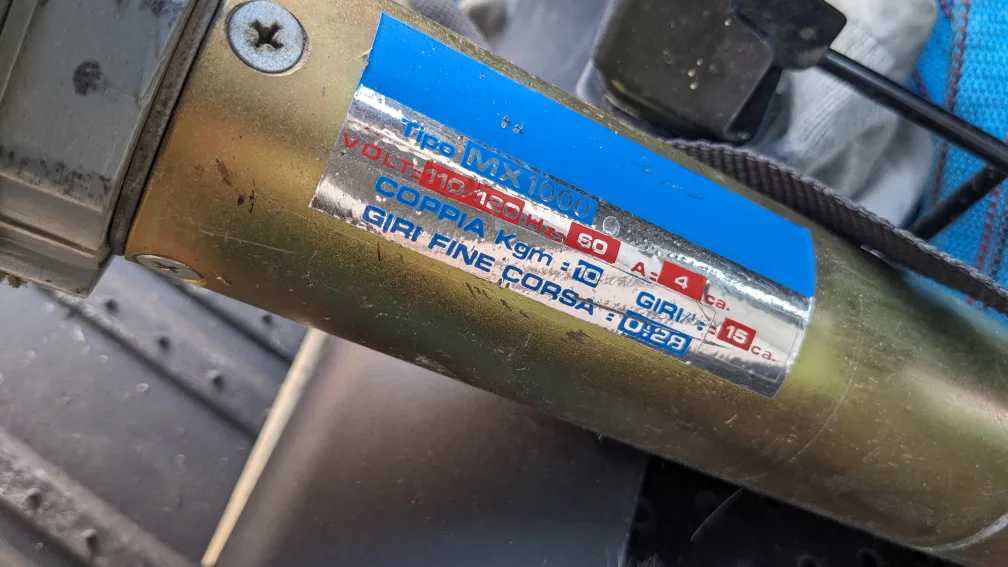 Tipo MX1000
VOLT= 110/120 Hz= 60 A= 4 ca.
COPPIA Kgm : 10 GIRI/': 15 ca.
GIRI FINE CORSA : 0÷28